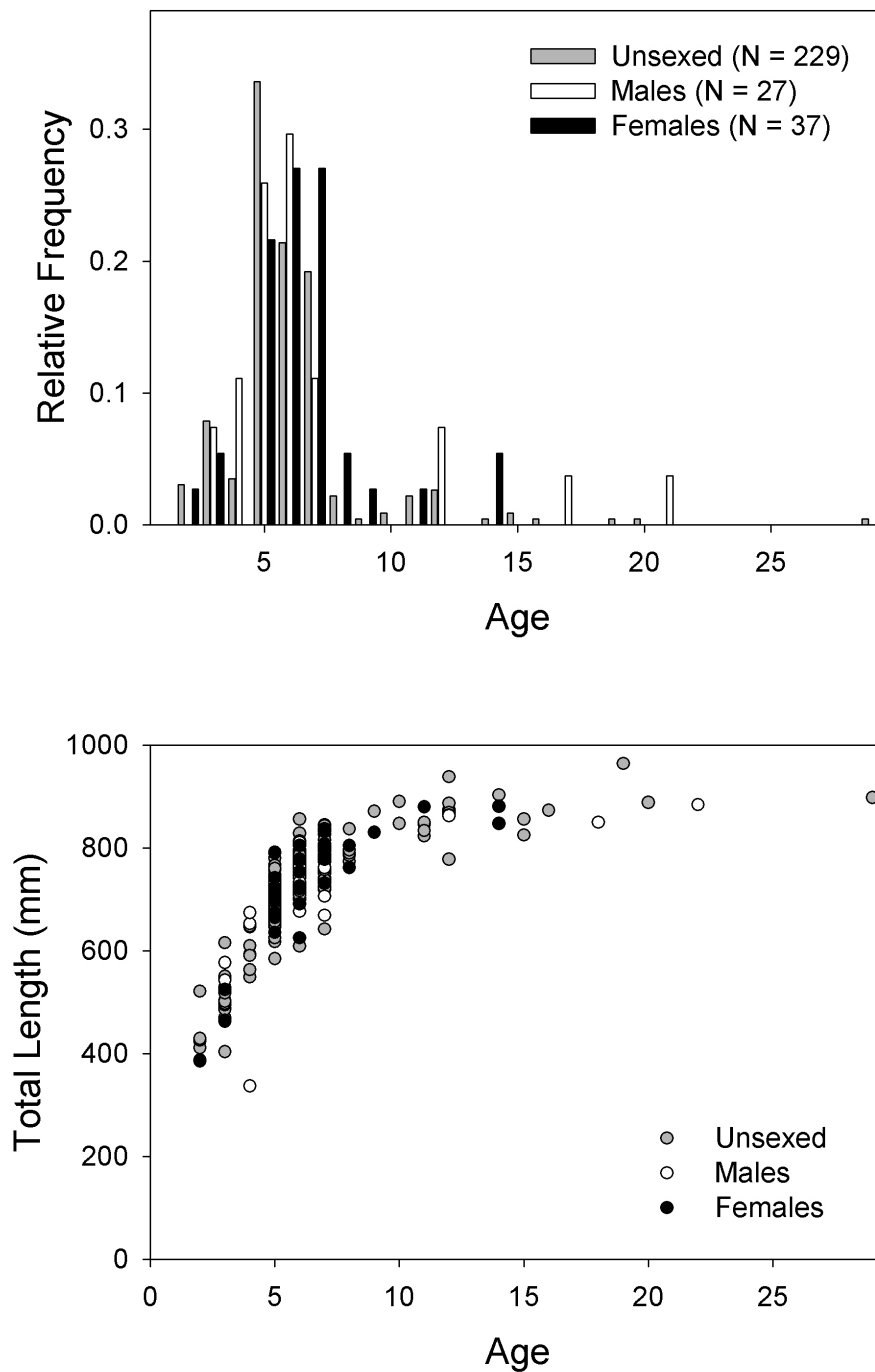 Unsexed (N = 229)
Males (N = 27)
Females (N = 37)
Relative Frequency
0.3
0.2
0.1
0.0
5 10 15 20 25
Age
Total Length (mm)
1000
800
600
400
200
0
Unsexed
Males
Females
0 5 10 15 20 25
Age